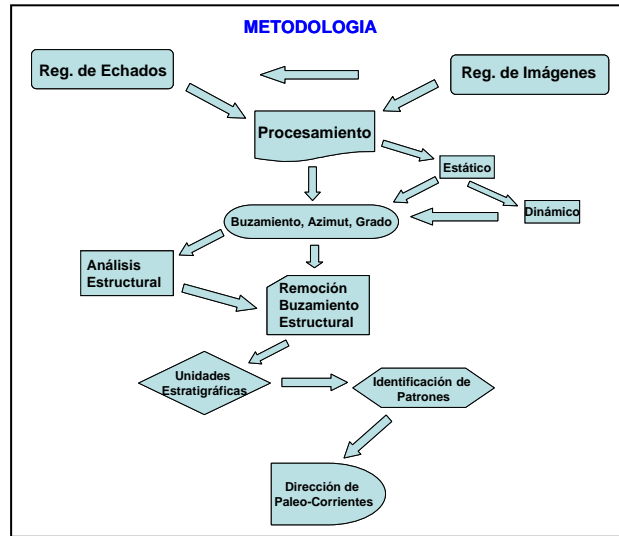 METODOLOGIA
Reg. de Echados
Reg. de Imágenes
Procesamiento
Estático
Dinámico
Buzamiento, Azimut, Grado
Análisis
Estructural
Remoción
Buzamiento
Estructural
Unidades
Estratigráficas
Identificación de
Patrones
Dirección de
Paleo-Corrientes